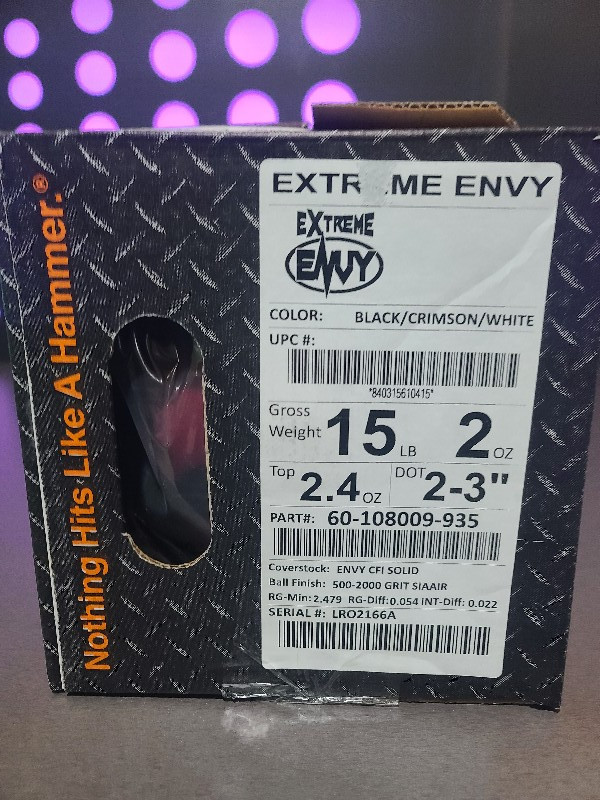 Nothing Hits Like A Hammer.®
EXTR ME ENVY
EXTREME
ENVY
COLOR: BLACK/CRIMSON/WHITE
UPC #:
*840315610415*
Gross Weight 15 LB 2 OZ
Top 2.4 OZ DOT 2-3"
PART#: 60-108009-935
Coverstock: ENVY CFI SOLID
Ball Finish: 500-2000 GRIT SIAAIR
RG-Min: 2.479 RG-Diff: 0.054 INT-Diff: 0.022
SERIAL #: LRO2166A